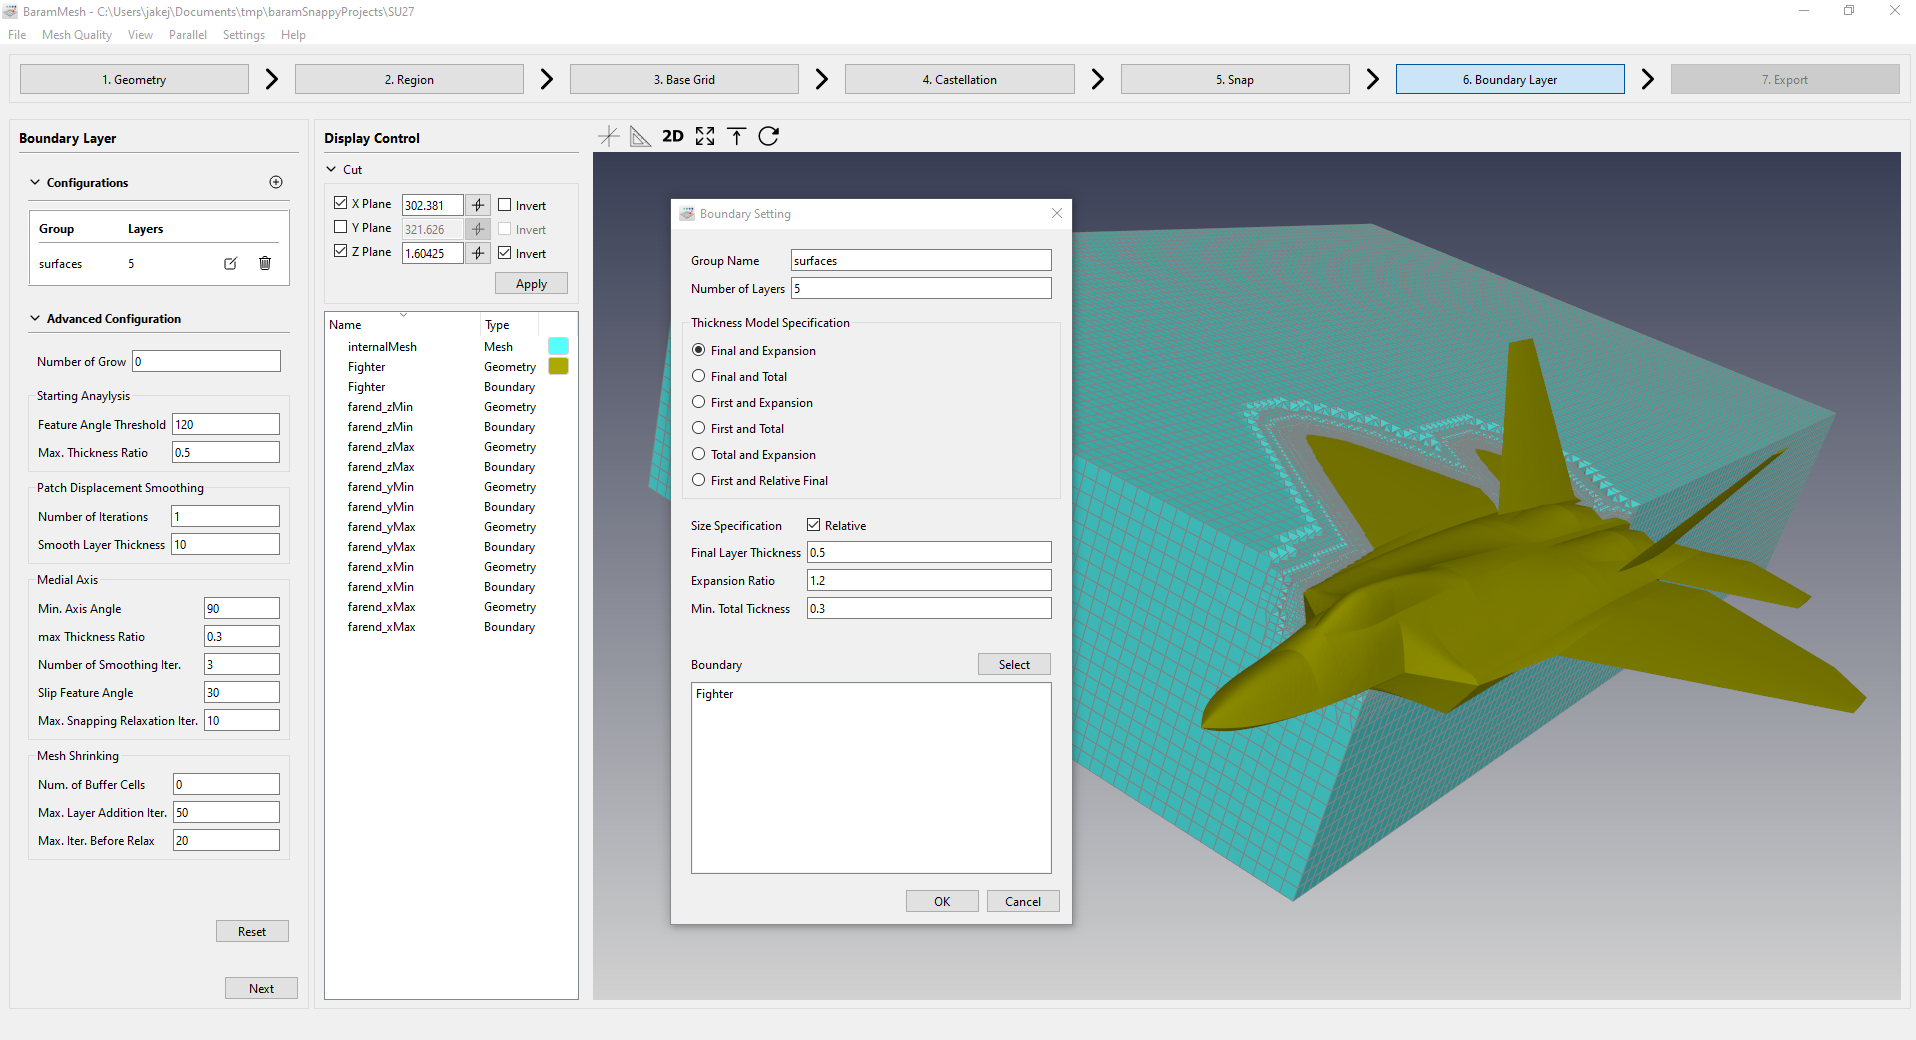 BaramMesh - C:\Users\jakej\Documents\tmp\baramSnappyProjects\SU27
File Mesh Quality View Parallel Settings Help
1. Geometry 2. Region 3. Base Grid 4. Castellation 5. Snap 6. Boundary Layer 7. Export
Boundary Layer
Configurations
Group Layers
surfaces 5
Advanced Configuration
Number of Grow 0
Starting Anaylysis
Feature Angle Threshold 120
Max. Thickness Ratio 0.5
Patch Displacement Smoothing
Number of Iterations 1
Smooth Layer Thickness 10
Medial Axis
Min. Axis Angle 90
max Thickness Ratio 0.3
Number of Smoothing Iter. 3
Slip Feature Angle 30
Max. Snapping Relaxation Iter. 10
Mesh Shrinking
Num. of Buffer Cells 0
Max. Layer Addition Iter. 50
Max. Iter. Before Relax 20
Reset
Next
Display Control
Cut
X Plane 302.381 Invert
Y Plane 321.626 Invert
Z Plane 1.60425 Invert
Apply
Name Type
internalMesh Mesh
Fighter Geometry
Fighter Boundary
farend_zMin Geometry
farend_zMin Boundary
farend_zMax Geometry
farend_zMax Boundary
farend_yMin Geometry
farend_yMin Boundary
farend_yMax Geometry
farend_yMax Boundary
farend_xMin Geometry
farend_xMin Boundary
farend_xMax Geometry
farend_xMax Boundary
2D
Boundary Setting
Group Name surfaces
Number of Layers 5
Thickness Model Specification
Final and Expansion
Final and Total
First and Expansion
First and Total
Total and Expansion
First and Relative Final
Size Specification Relative
Final Layer Thickness 0.5
Expansion Ratio 1.2
Min. Total Tickness 0.3
Boundary Select
Fighter
OK Cancel